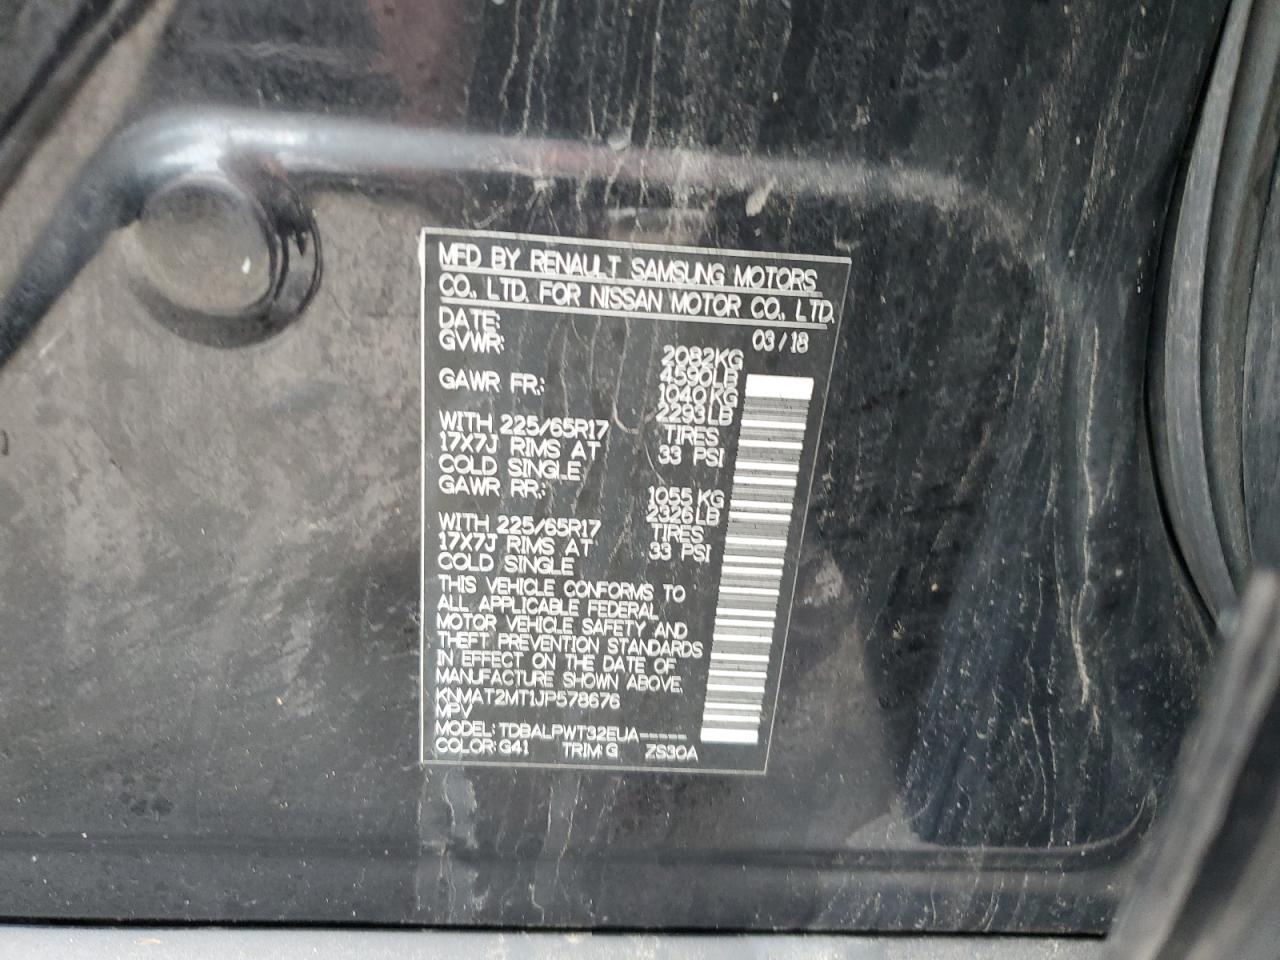 MFD BY RENAULT SAMSUNG MOTORS
CO., LTD. FOR NISSAN MOTOR CO., LTD.
DATE: 03/18
GVWR: 2082KG
4590LB
GAWR FR: 1040KG
2293LB
WITH 225/65R17 TIRES
17X7J RIMS AT 33 PSI
COLD SINGLE
GAWR RR: 1055KG
2326LB
WITH 225/65R17 TIRES
17X7J RIMS AT 33 PSI
COLD SINGLE
THIS VEHICLE CONFORMS TO
ALL APPLICABLE FEDERAL
MOTOR VEHICLE SAFETY AND
THEFT PREVENTION STANDARDS
IN EFFECT ON THE DATE OF
MANUFACTURE SHOWN ABOVE.
KNMAT2MT1JP578676
MPV
MODEL: TDBALPWT32EUA-----
COLOR: G41 TRIM: G ZS30A